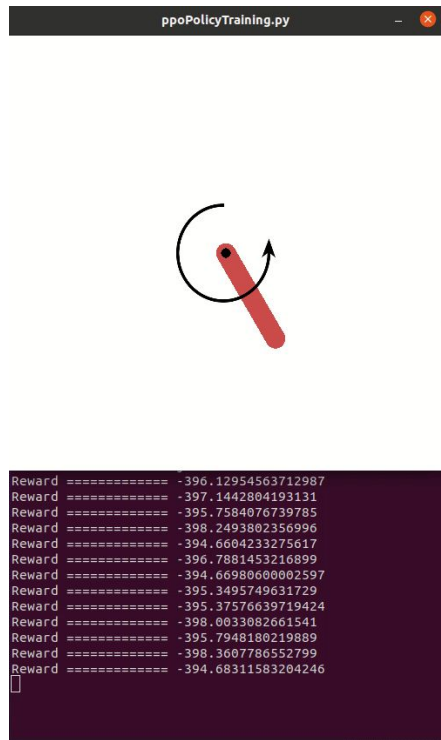 ppoPolicyTraining.py
Reward ============= -396.12954563712987
Reward ============= -397.1442804193131
Reward ============= -395.7584076739785
Reward ============= -398.2493802356996
Reward ============= -394.6604233275617
Reward ============= -396.7881453216899
Reward ============= -394.66980600002597
Reward ============= -395.3495749631729
Reward ============= -395.37576639719424
Reward ============= -398.0033082661541
Reward ============= -395.7948180219889
Reward ============= -398.3607786552799
Reward ============= -394.68311583204246